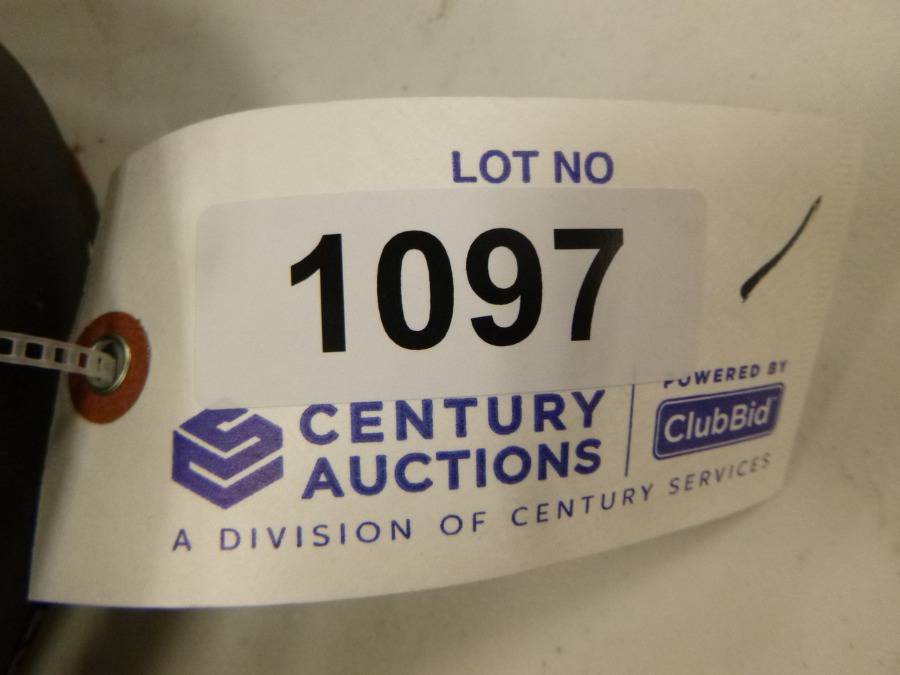 LOT NO
1097
CENTURY
AUCTIONS
POWERED BY
ClubBid
A DIVISION OF CENTURY SERVICES